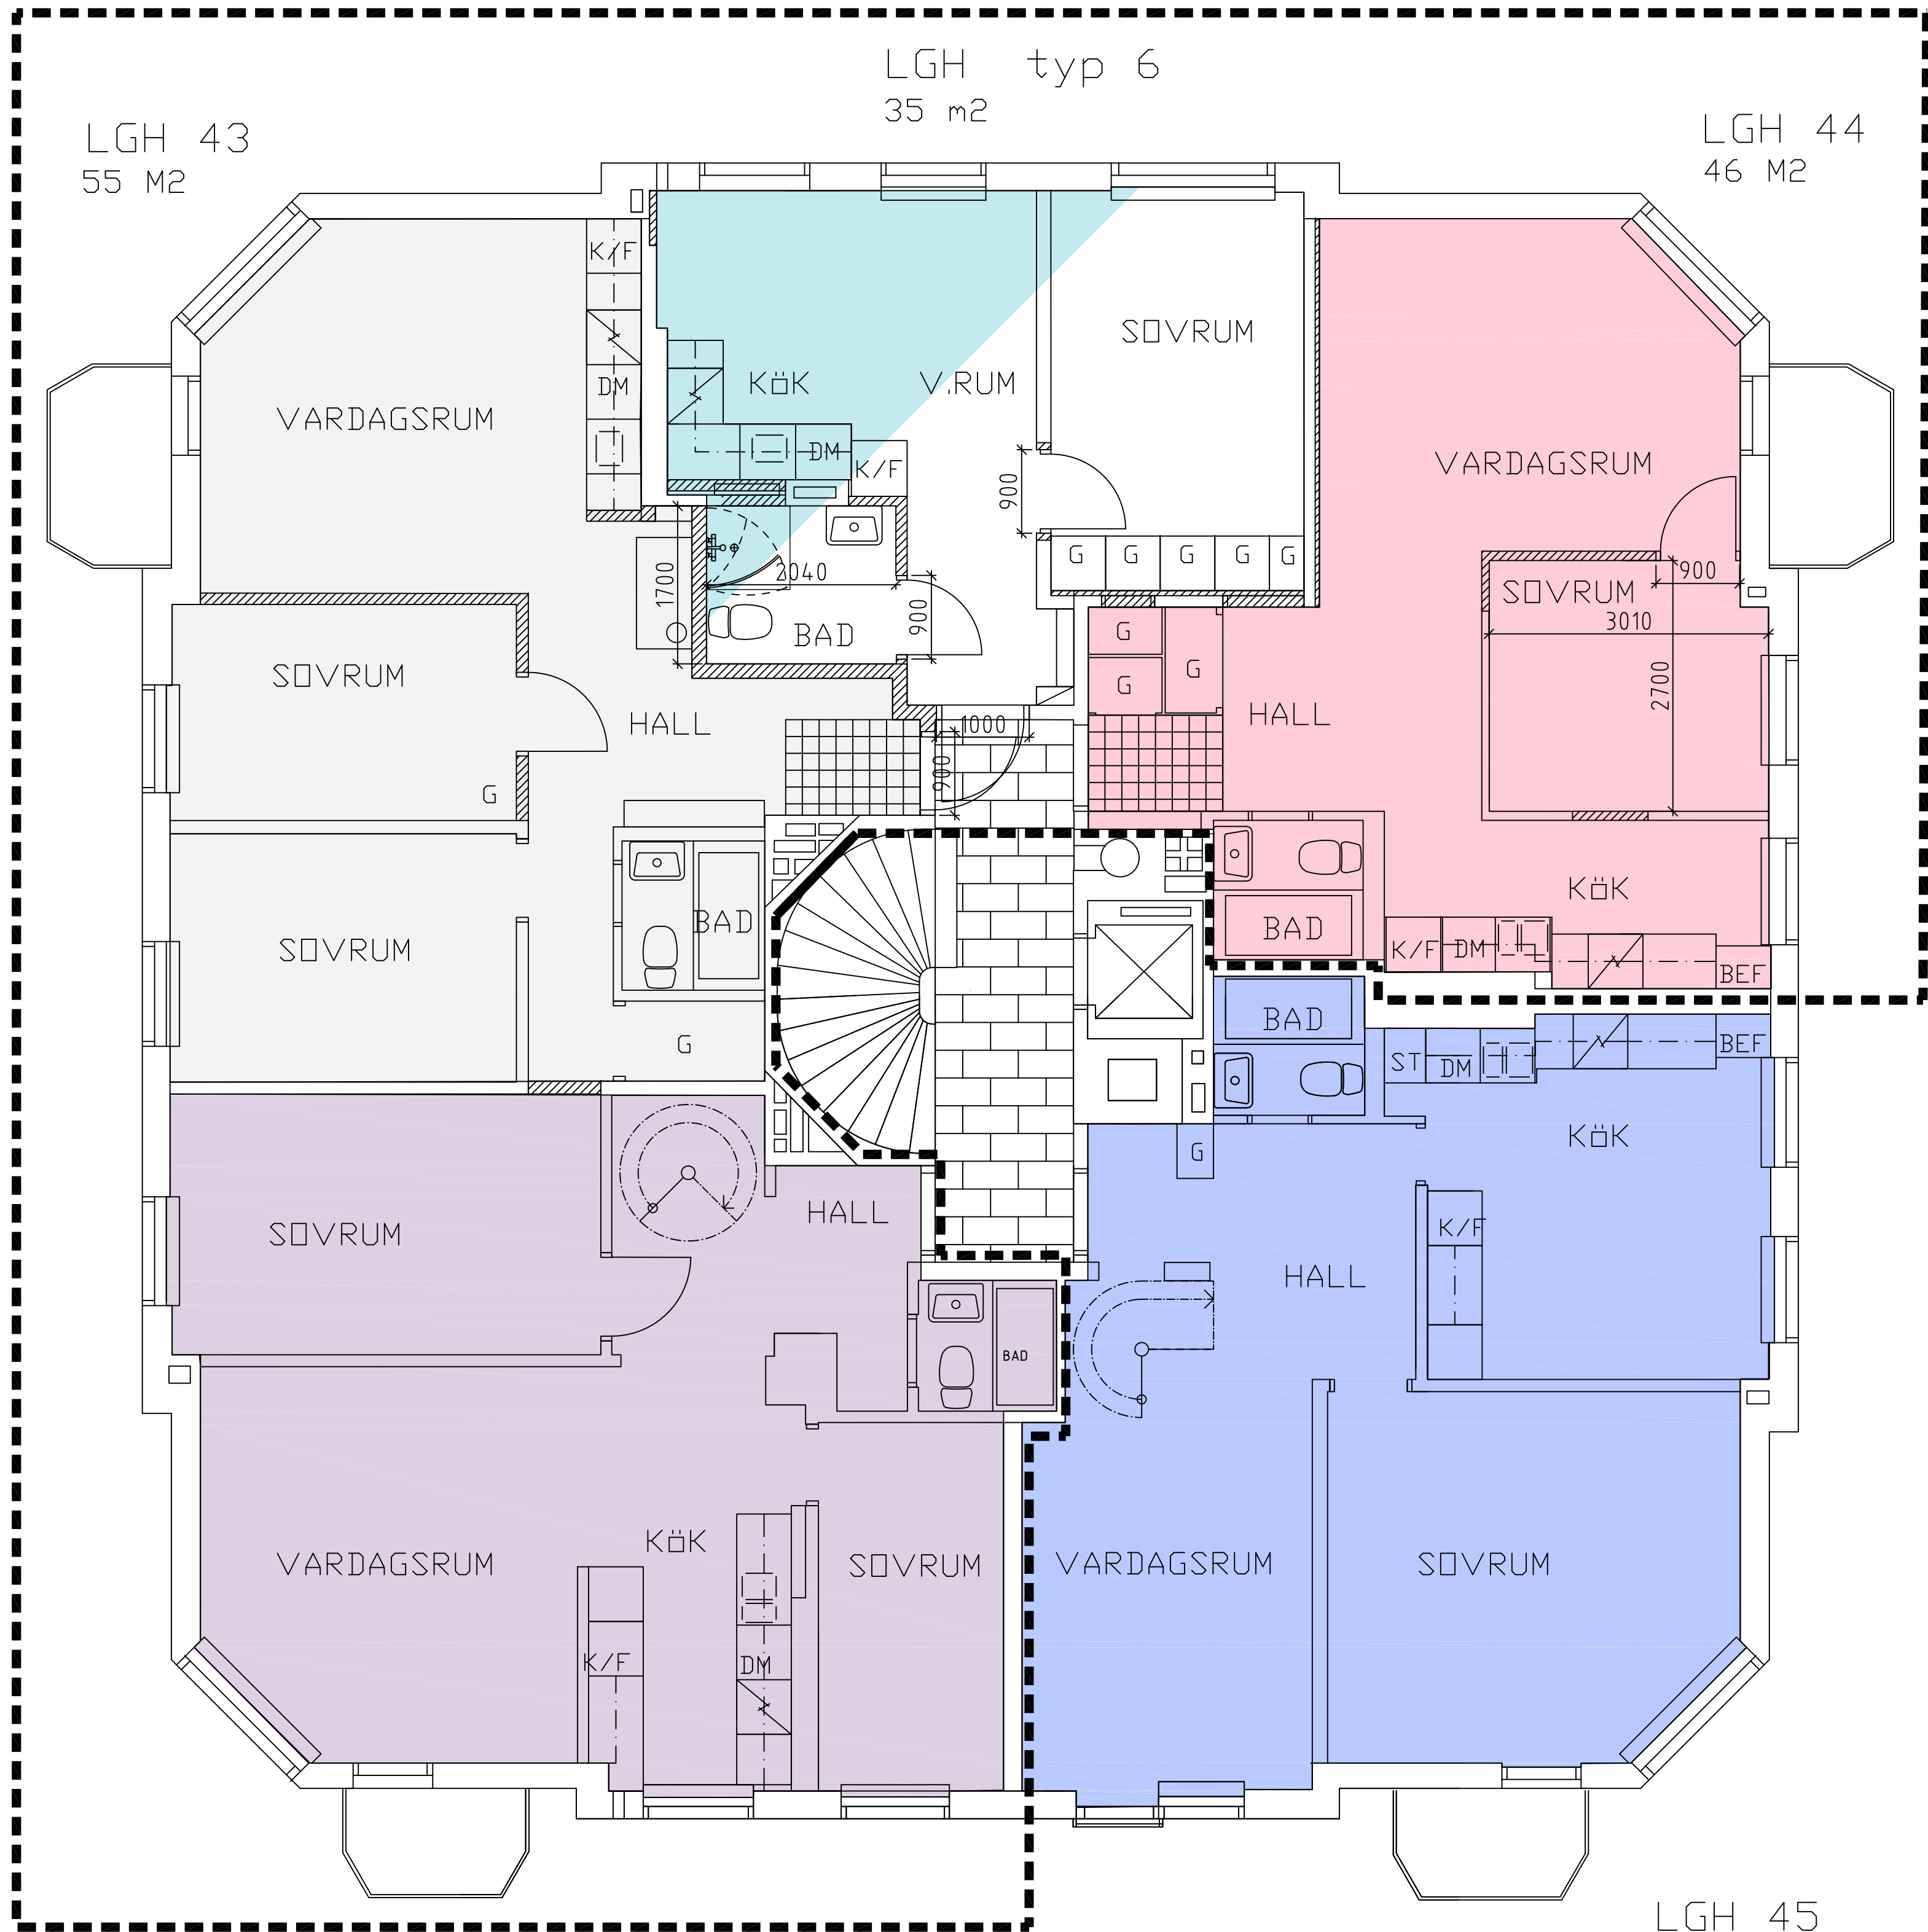 LGH typ 6
35 m2
LGH 43
55 M2
LGH 44
46 M2
K/F
DM
VARDAGSRUM
KÖK
V.RUM
DM
K/F
SOVRUM
900
G G G G G
VARDAGSRUM
SOVRUM
900
3010
2700
1700
2040
900
BAD
G
G
G
HALL
SOVRUM
HALL
1000
900
G
SOVRUM
BAD
G
BAD
KÖK
K/F
DM
BEF
BAD
ST
DM
BEF
KÖK
G
K/F
HALL
SOVRUM
HALL
BAD
VARDAGSRUM
KÖK
K/F
DM
SOVRUM
VARDAGSRUM
SOVRUM
LGH 45